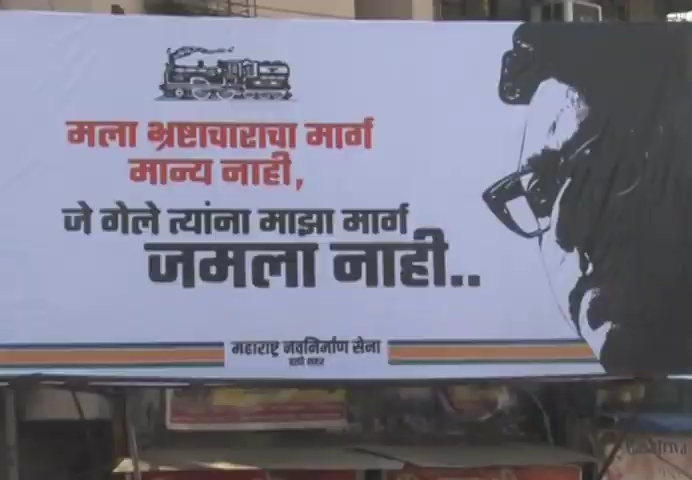 मला भ्रष्टाचाराचा मार्ग
मान्य नाही,
जे गेले त्यांना माझा मार्ग
जमला नाही..
महाराष्ट्र नवनिर्माण सेना